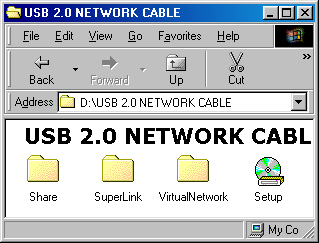 USB 2.0 NETWORK CABLE
File Edit View Go Favorites Help
Back Forward Up Cut »
Address D:\USB 2.0 NETWORK CABLE
USB 2.0 NETWORK CABL
Share SuperLink VirtualNetwork Setup
My Co